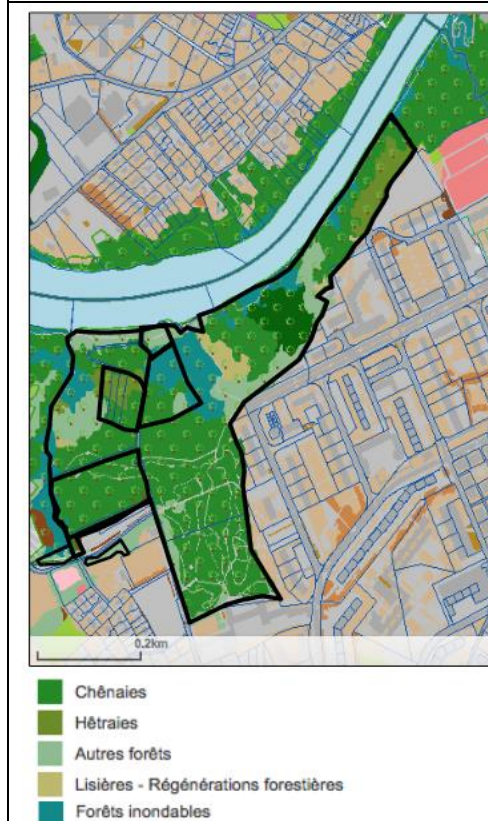 0.2km
Chênaies
Hêtraies
Autres forêts
Lisières - Régénérations forestières
Forêts inondables